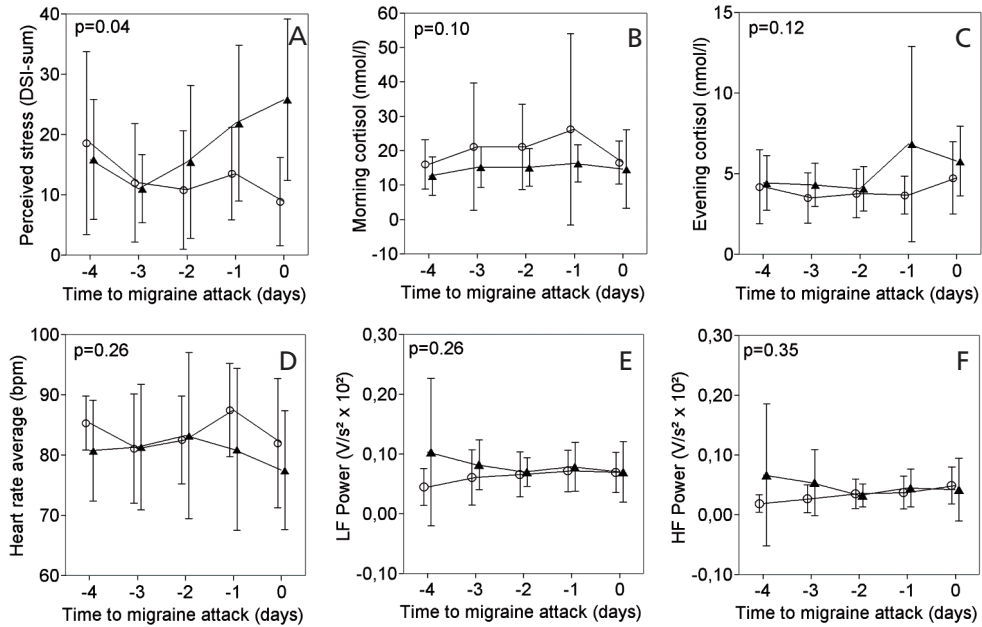 p=0.04
A
Perceived stress (DSI-sum)
40
30
20
10
0
-4 -3 -2 -1 0
Time to migraine attack (days)
p=0.10
B
Morning cortisol (nmol/l)
60
50
40
30
20
10
0
-10
-4 -3 -2 -1 0
Time to migraine attack (days)
p=0.12
C
Evening cortisol (nmol/l)
15
10
5
0
-4 -3 -2 -1 0
Time to migraine attack (days)
p=0.26
D
Heart rate average (bpm)
100
90
80
70
60
-4 -3 -2 -1 0
Time to migraine attack (days)
p=0.26
E
LF Power (V/s² x 10²)
0,30
0,20
0,10
0,00
-0,10
-4 -3 -2 -1 0
Time to migraine attack (days)
p=0.35
F
HF Power (V/s² x 10²)
0,30
0,20
0,10
0,00
-0,10
-4 -3 -2 -1 0
Time to migraine attack (days)